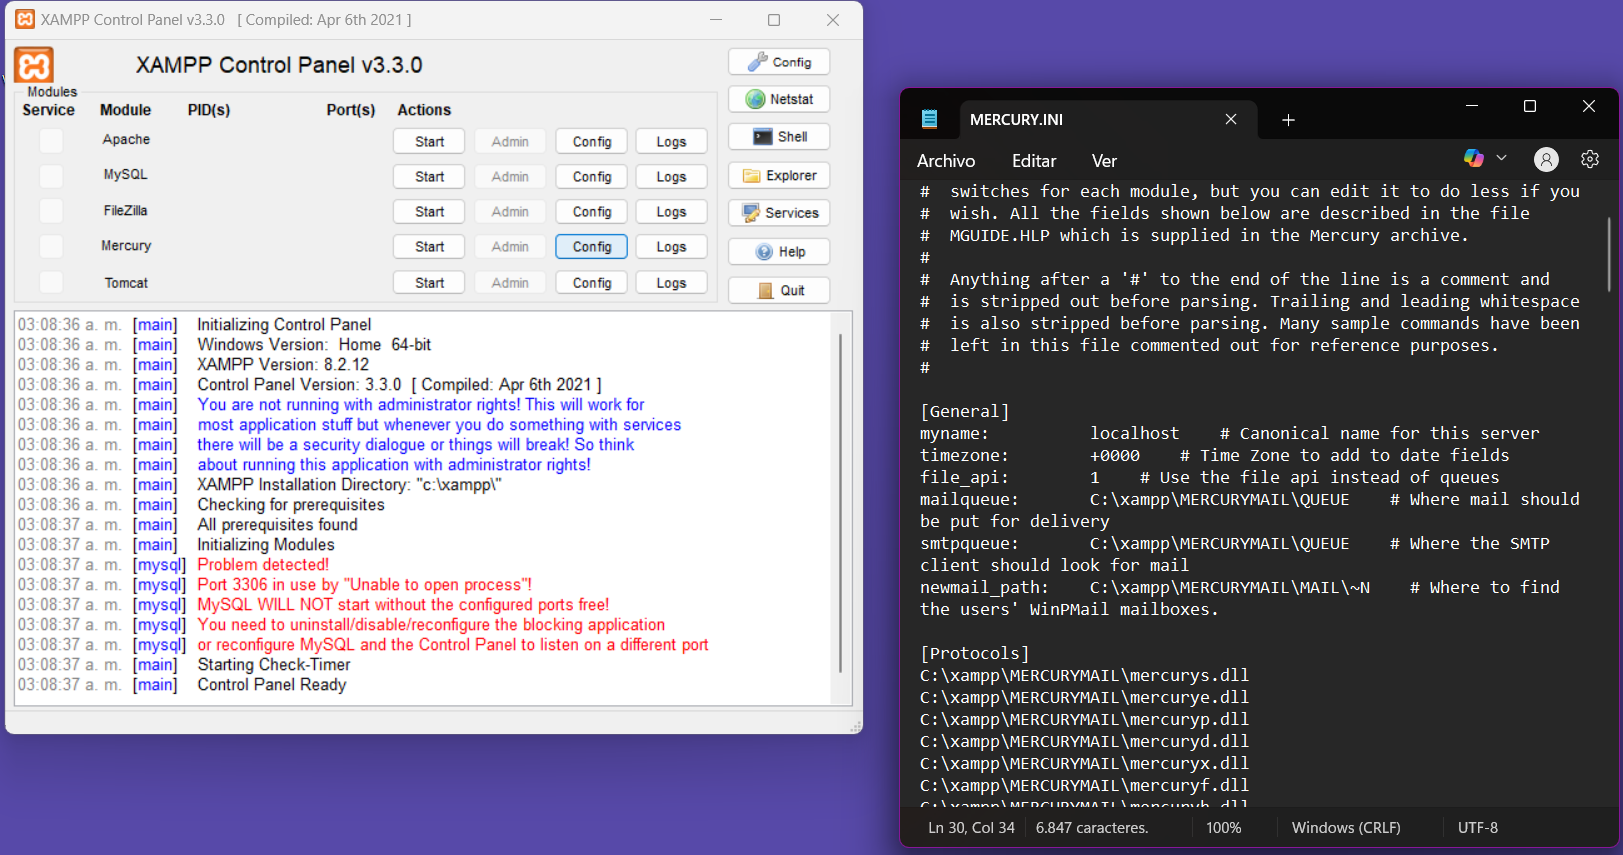 XAMPP Control Panel v3.3.0 [ Compiled: Apr 6th 2021 ]
XAMPP Control Panel v3.3.0
Config
Netstat
Shell
Explorer
Services
Help
Quit
Modules
Service Module PID(s) Port(s) Actions
Apache Start Admin Config Logs
MySQL Start Admin Config Logs
FileZilla Start Admin Config Logs
Mercury Start Admin Config Logs
Tomcat Start Admin Config Logs
03:08:36 a. m. [main] Initializing Control Panel
03:08:36 a. m. [main] Windows Version: Home 64-bit
03:08:36 a. m. [main] XAMPP Version: 8.2.12
03:08:36 a. m. [main] Control Panel Version: 3.3.0 [ Compiled: Apr 6th 2021 ]
03:08:36 a. m. [main] You are not running with administrator rights! This will work for
03:08:36 a. m. [main] most application stuff but whenever you do something with services
03:08:36 a. m. [main] there will be a security dialogue or things will break! So think
03:08:36 a. m. [main] about running this application with administrator rights!
03:08:36 a. m. [main] XAMPP Installation Directory: "c:\xampp\"
03:08:36 a. m. [main] Checking for prerequisites
03:08:37 a. m. [main] All prerequisites found
03:08:37 a. m. [main] Initializing Modules
03:08:37 a. m. [mysql] Problem detected!
03:08:37 a. m. [mysql] Port 3306 in use by "Unable to open process"!
03:08:37 a. m. [mysql] MySQL WILL NOT start without the configured ports free!
03:08:37 a. m. [mysql] You need to uninstall/disable/reconfigure the blocking application
03:08:37 a. m. [mysql] or reconfigure MySQL and the Control Panel to listen on a different port
03:08:37 a. m. [main] Starting Check-Timer
03:08:37 a. m. [main] Control Panel Ready
MERCURY.INI
Archivo Editar Ver
# switches for each module, but you can edit it to do less if you
# wish. All the fields shown below are described in the file
# MGUIDE.HLP which is supplied in the Mercury archive.
#
# Anything after a '#' to the end of the line is a comment and
# is stripped out before parsing. Trailing and leading whitespace
# is also stripped before parsing. Many sample commands have been
# left in this file commented out for reference purposes.
#
[General]
myname: localhost # Canonical name for this server
timezone: +0000 # Time Zone to add to date fields
file_api: 1 # Use the file api instead of queues
mailqueue: C:\xampp\MERCURYMAIL\QUEUE # Where mail should
be put for delivery
smtpqueue: C:\xampp\MERCURYMAIL\QUEUE # Where the SMTP
client should look for mail
newmail_path: C:\xampp\MERCURYMAIL\MAIL\~N # Where to find
the users' WinPMail mailboxes.
[Protocols]
C:\xampp\MERCURYMAIL\mercurys.dll
C:\xampp\MERCURYMAIL\mercurye.dll
C:\xampp\MERCURYMAIL\mercuryp.dll
C:\xampp\MERCURYMAIL\mercuryd.dll
C:\xampp\MERCURYMAIL\mercuryx.dll
C:\xampp\MERCURYMAIL\mercuryf.dll
C:\xampp\MERCURYMAIL\mercuryh.dll
Ln 30, Col 34 6.847 caracteres. 100% Windows (CRLF) UTF-8